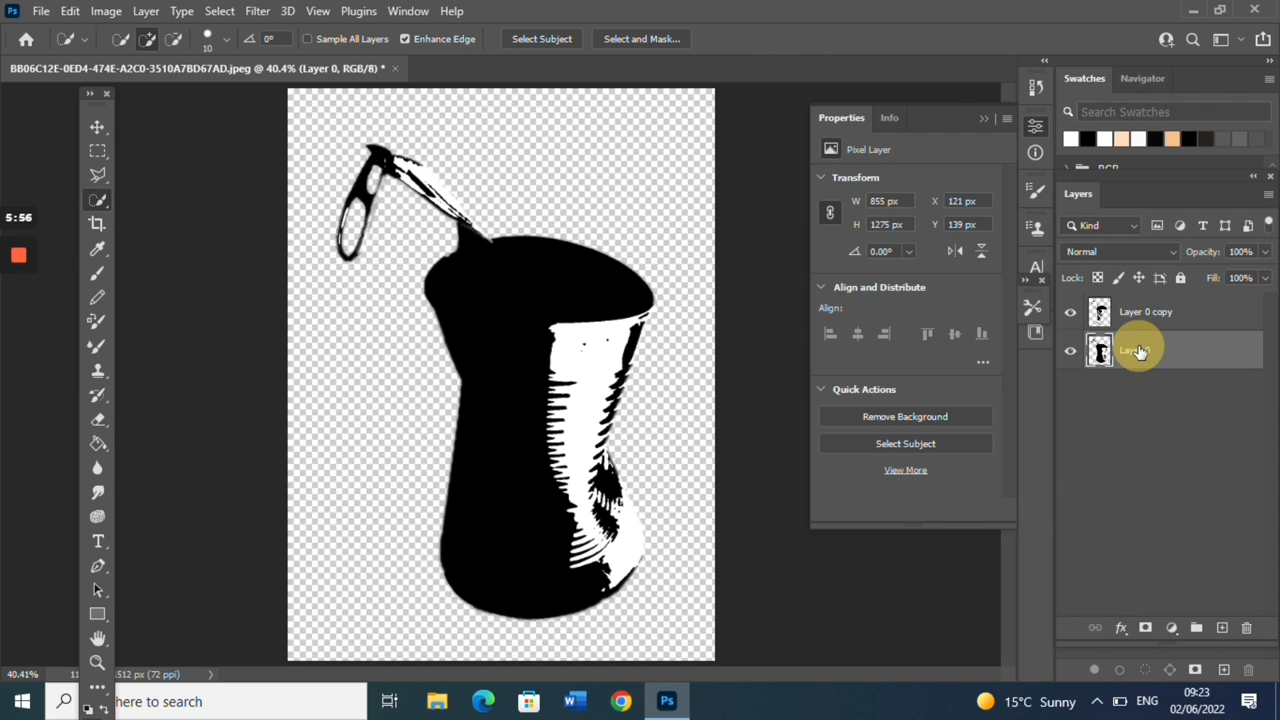 Ps File Edit Image Layer Type Select Filter 3D View Plugins Window Help
10 0° Sample All Layers Enhance Edge Select Subject Select and Mask...
BB06C12E-0ED4-474E-A2C0-3510A7BD67AD.jpeg @ 40.4% (Layer 0, RGB/8) *
Swatches Navigator
Search Swatches
RGB
Properties Info
Pixel Layer
Transform
W 855 px X 121 px
H 1275 px Y 139 px
0.00°
Align and Distribute
Align:
Quick Actions
Remove Background
Select Subject
View More
Layers
Kind
Normal Opacity: 100%
Lock: Fill: 100%
Layer 0 copy
5:56
40.41% 512 px (72 ppi)
here to search
Ps
15°C Sunny ENG 09:23
02/06/2022